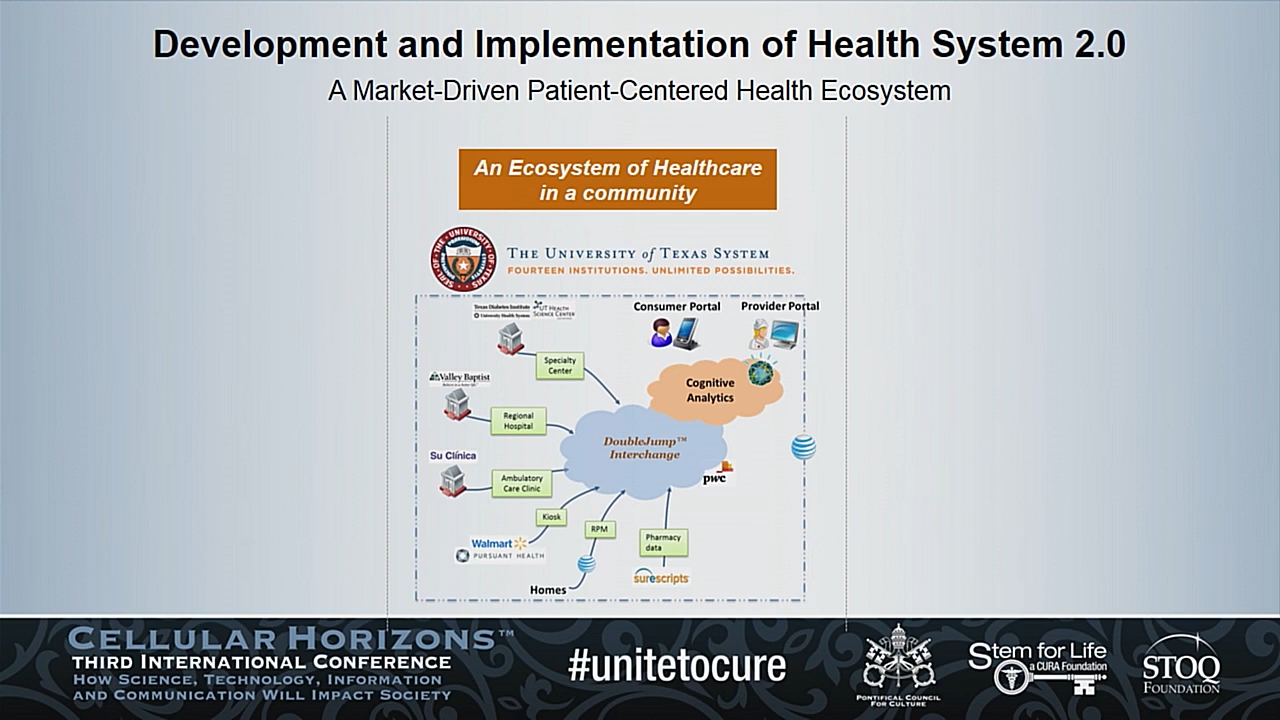 Development and Implementation of Health System 2.0
A Market-Driven Patient-Centered Health Ecosystem
An Ecosystem of Healthcare
in a community
THE UNIVERSITY of TEXAS SYSTEM
FOURTEEN INSTITUTIONS. UNLIMITED POSSIBILITIES.
Texas Diabetes Institute
University Health System
UT HEALTH
SCIENCE CENTER
Consumer Portal
Provider Portal
Specialty
Center
Cognitive
Analytics
Valley Baptist
Regional
Hospital
DoubleJump™
Interchange
Su Clínica
Ambulatory
Care Clinic
pwc
Kiosk
RPM
Pharmacy
data
Walmart
PURSUANT HEALTH
surescripts
Homes
CELLULAR HORIZONS™
THIRD INTERNATIONAL CONFERENCE
HOW SCIENCE, TECHNOLOGY, INFORMATION
AND COMMUNICATION WILL IMPACT SOCIETY
#unitetocure
PONTIFICAL COUNCIL
FOR CULTURE
Stem for Life
a CURA Foundation
STOQ
FOUNDATION